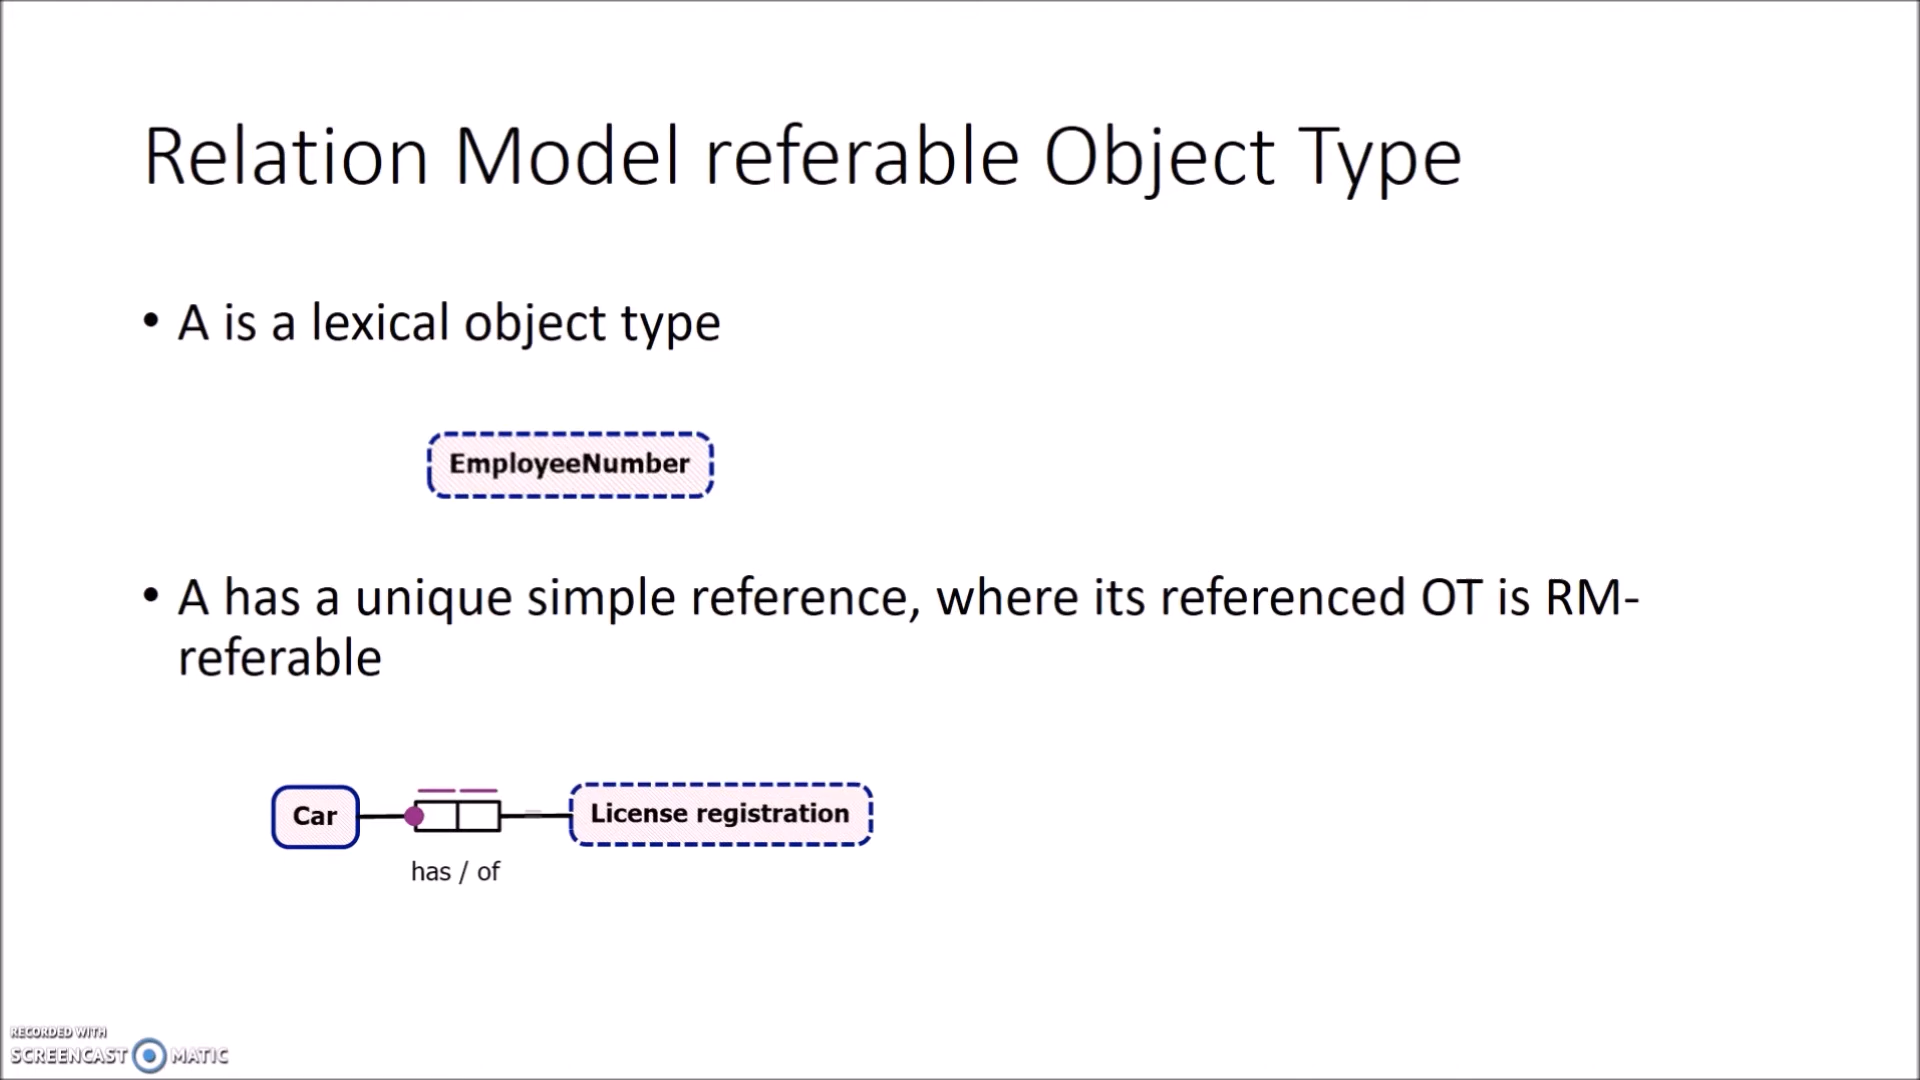 Relation Model referable Object Type
• A is a lexical object type
EmployeeNumber
• A has a unique simple reference, where its referenced OT is RM-
referable
Car
License registration
has / of
RECORDED WITH
SCREENCAST MATIC